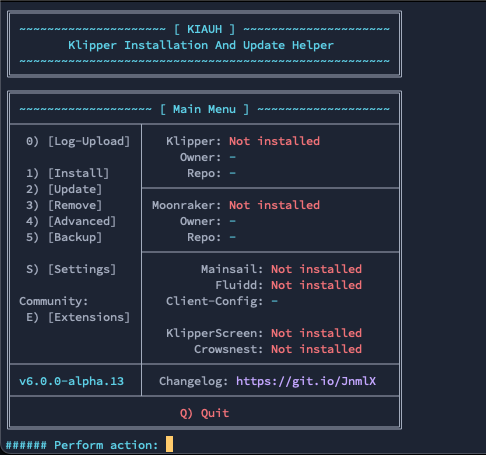 ~~~~~~~~~~~~~~~~~~~~~ [ KIAUH ] ~~~~~~~~~~~~~~~~~~~~~
Klipper Installation And Update Helper
~~~~~~~~~~~~~~~~~~~~~~~~~~~~~~~~~~~~~~~~~~~~~~~~~~~~~
~~~~~~~~~~~~~~~~~~~ [ Main Menu ] ~~~~~~~~~~~~~~~~~~~
0) [Log-Upload]
1) [Install]
2) [Update]
3) [Remove]
4) [Advanced]
5) [Backup]
S) [Settings]
Community:
E) [Extensions]
Klipper: Not installed
Owner: -
Repo: -
Moonraker: Not installed
Owner: -
Repo: -
Mainsail: Not installed
Fluidd: Not installed
Client-Config: -
KlipperScreen: Not installed
Crowsnest: Not installed
v6.0.0-alpha.13
Changelog: https://git.io/JnmlX
Q) Quit
###### Perform action: